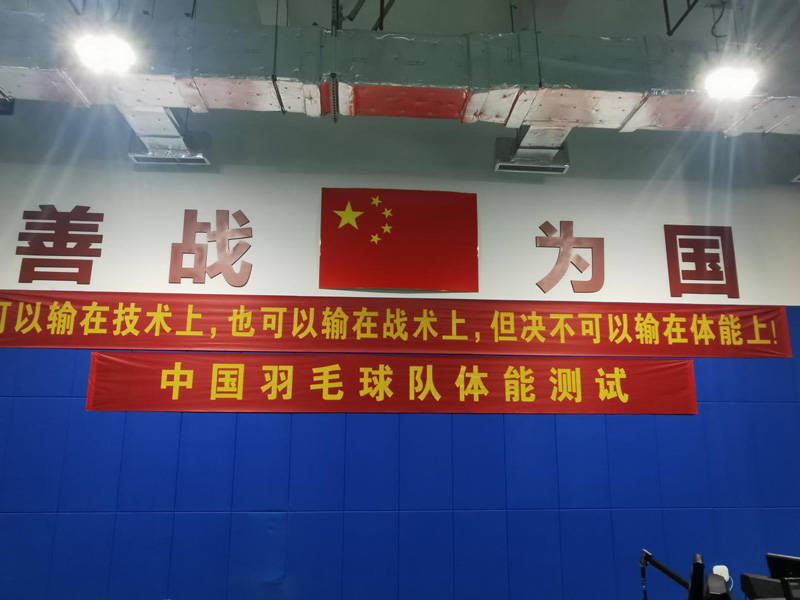 善战 为国
可以输在技术上，也可以输在战术上，但决不可以输在体能上！
中国羽毛球队体能测试